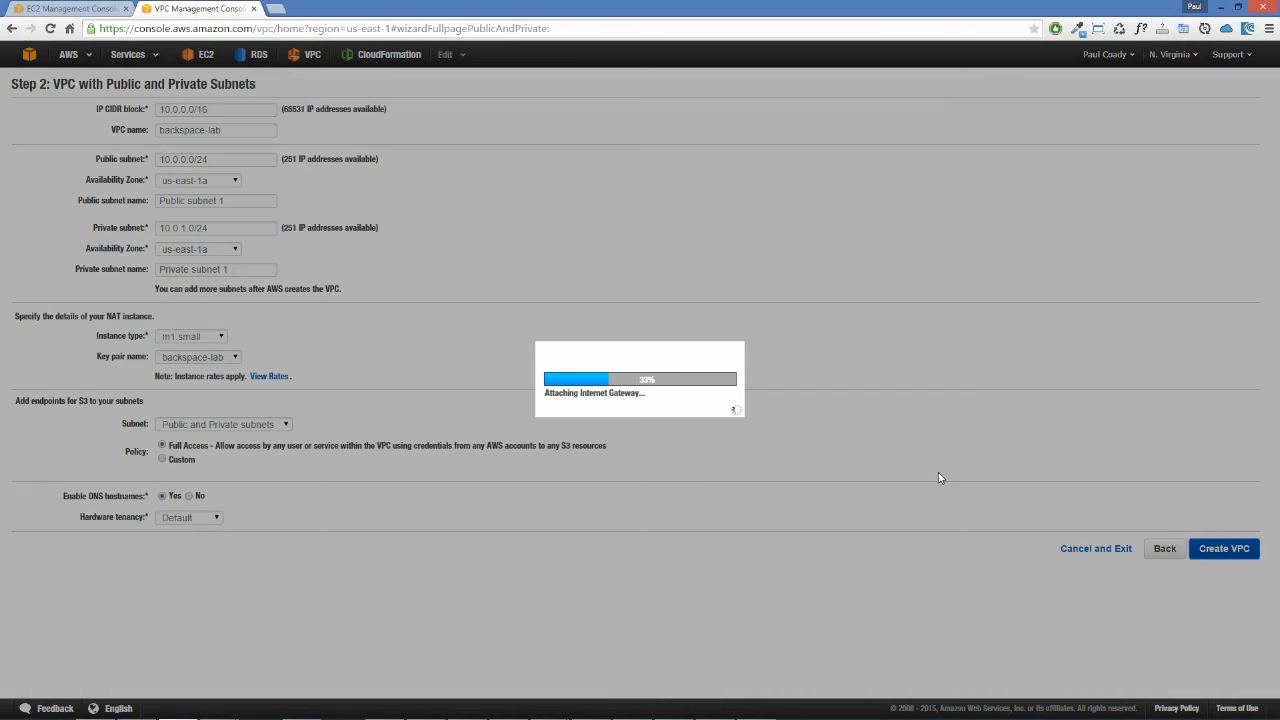 EC2 Management Consol
VPC Management Consol
Paul
https://console.aws.amazon.com/vpc/home?region=us-east-1#wizardFullpagePublicAndPrivate:
AWS Services EC2 RDS VPC CloudFormation Edit Paul Coady N. Virginia Support
Step 2: VPC with Public and Private Subnets
IP CIDR block:* 10.0.0.0/16 (65531 IP addresses available)
VPC name: backspace-lab
Public subnet:* 10.0.0.0/24 (251 IP addresses available)
Availability Zone:* us-east-1a
Public subnet name: Public subnet 1
Private subnet:* 10.0.1.0/24 (251 IP addresses available)
Availability Zone:* us-east-1a
Private subnet name: Private subnet 1
You can add more subnets after AWS creates the VPC.
Specify the details of your NAT instance.
Instance type:* m1.small
Key pair name: backspace-lab
Note: Instance rates apply. View Rates.
33%
Attaching Internet Gateway...
Add endpoints for S3 to your subnets
Subnet: Public and Private subnets
Policy: Full Access - Allow access by any user or service within the VPC using credentials from any AWS accounts to any S3 resources
Custom
Enable DNS hostnames:* Yes No
Hardware tenancy:* Default
Cancel and Exit Back Create VPC
Feedback English © 2008 - 2015, Amazon Web Services, Inc. or its affiliates. All rights reserved. Privacy Policy Terms of Use